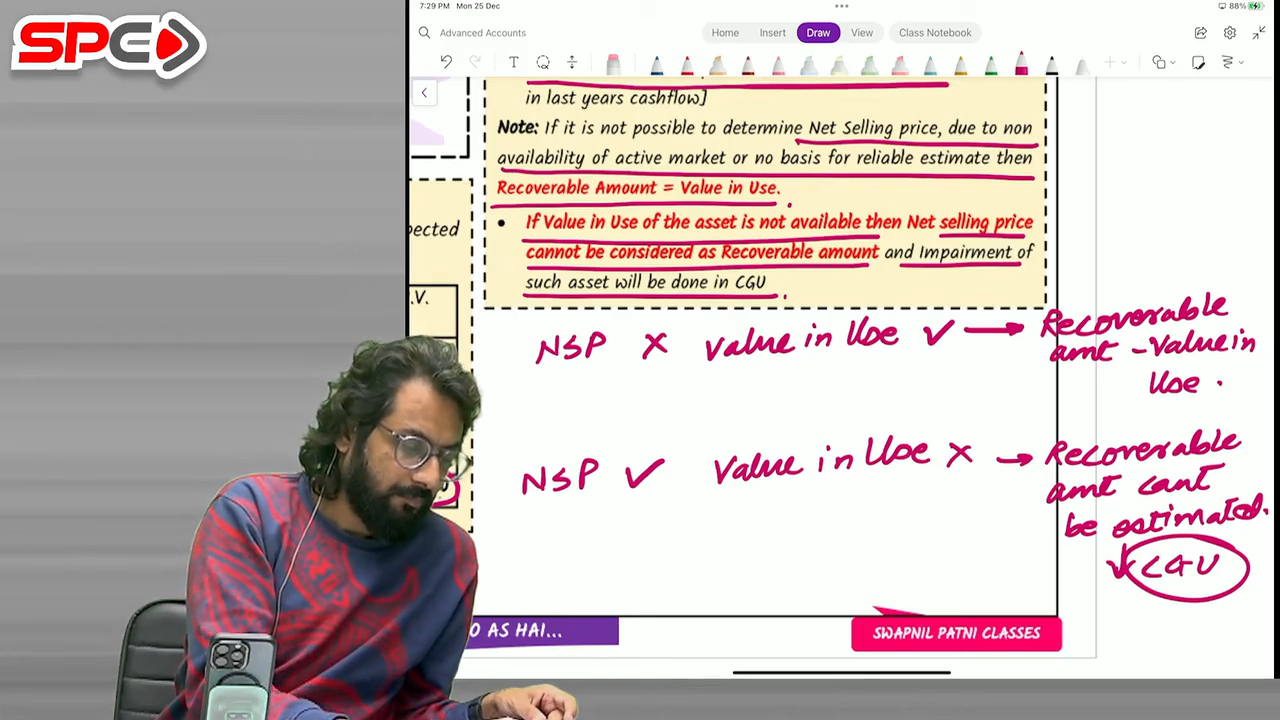 SPC
7:29 PM Mon 25 Dec
88%
Advanced Accounts
Home Insert Draw View Class Notebook
in last years cashflow]
Note: If it is not possible to determine Net Selling price, due to non
availability of active market or no basis for reliable estimate then
Recoverable Amount = Value in Use.
• If Value in Use of the asset is not available then Net selling price
cannot be considered as Recoverable amount and Impairment of
such asset will be done in CGU
pected
.V.
NSP X Value in Use ✓ → Recoverable
amt - Value in
Use .
NSP ✓ Value in Use X → Recoverable
amt cant
be estimated.
CGU
O AS HAI...
SWAPNIL PATNI CLASSES